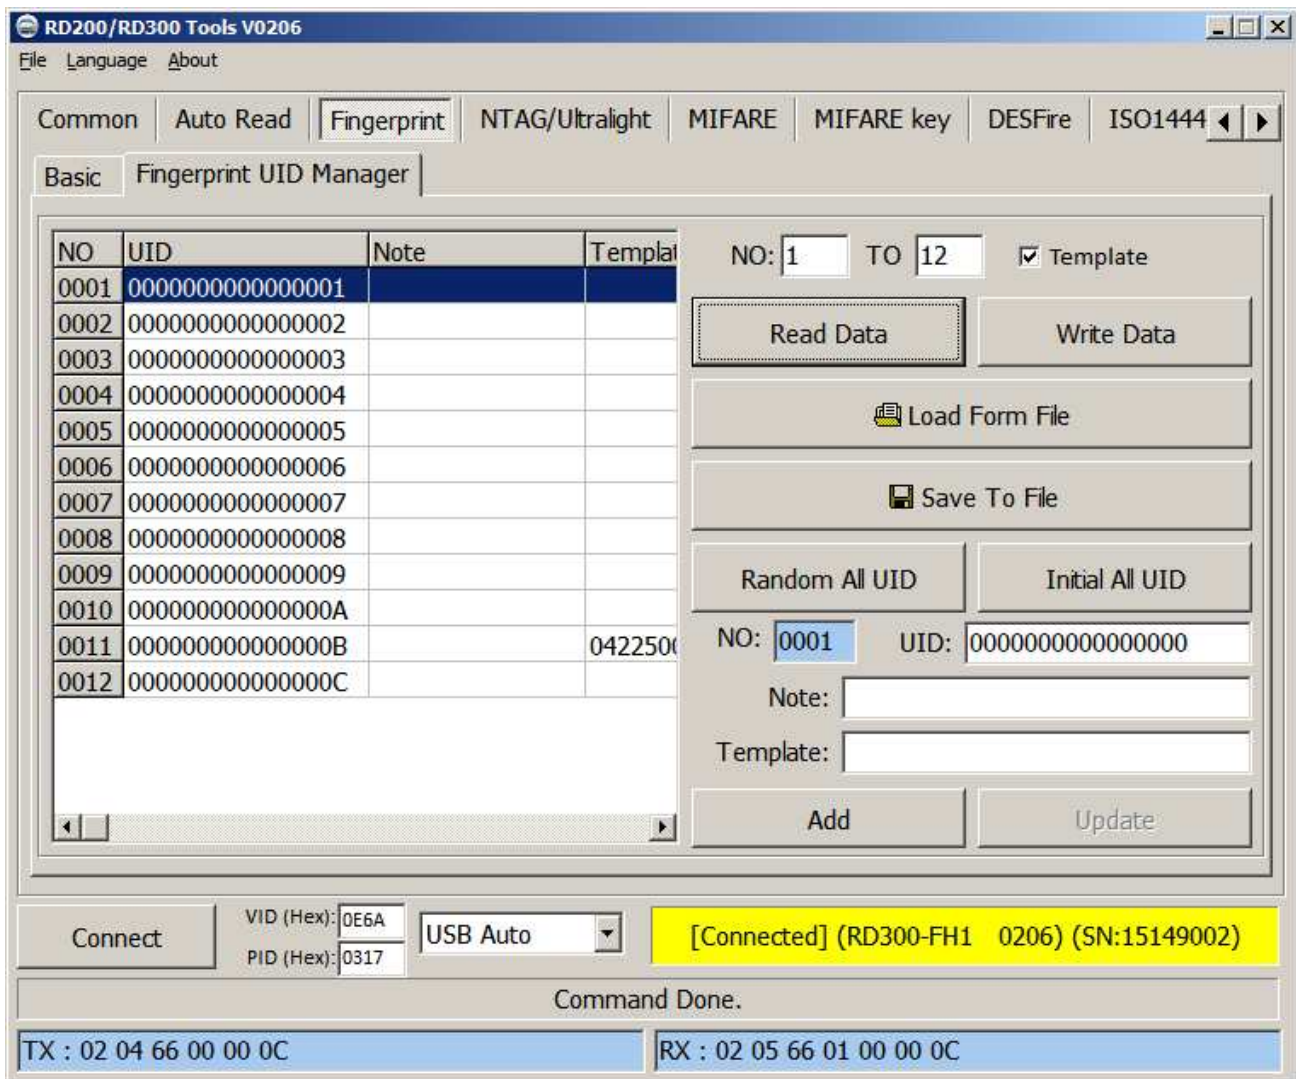 RD200/RD300 Tools V0206
File Language About
Common Auto Read Fingerprint NTAG/Ultralight MIFARE MIFARE key DESFire ISO1444
Basic Fingerprint UID Manager
NO UID Note Templat
0001 0000000000000001
0002 0000000000000002
0003 0000000000000003
0004 0000000000000004
0005 0000000000000005
0006 0000000000000006
0007 0000000000000007
0008 0000000000000008
0009 0000000000000009
0010 000000000000000A
0011 000000000000000B 042250
0012 000000000000000C
NO: 1 TO 12 Template
Read Data Write Data
Load Form File
Save To File
Random All UID Initial All UID
NO: 0001 UID: 0000000000000000
Note:
Template:
Add Update
Connect VID (Hex): 0E6A USB Auto [Connected] (RD300-FH1 0206) (SN:15149002)
PID (Hex): 0317
Command Done.
TX : 02 04 66 00 00 0C RX : 02 05 66 01 00 00 0C